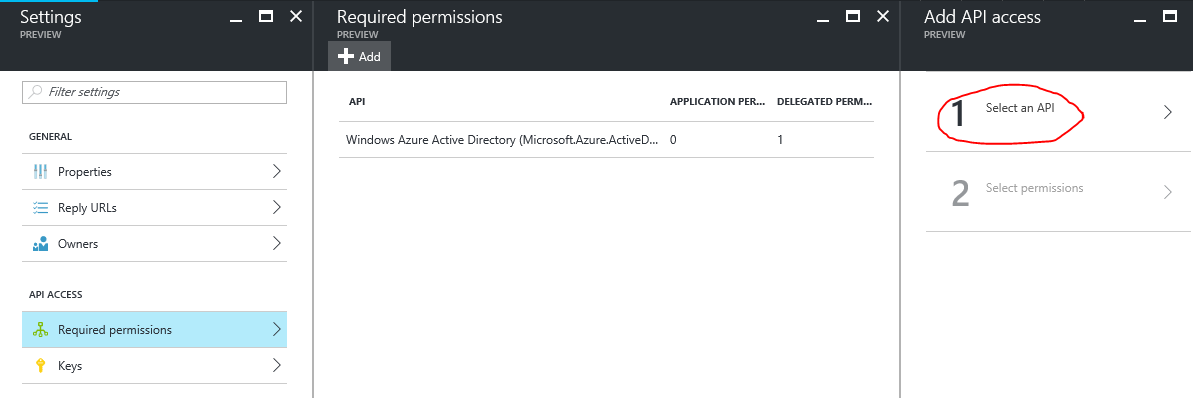 Settings
PREVIEW
Filter settings
GENERAL
Properties
Reply URLs
Owners
API ACCESS
Required permissions
Keys
Required permissions
PREVIEW
Add
API APPLICATION PER... DELEGATED PERM...
Windows Azure Active Directory (Microsoft.Azure.ActiveD... 0 1
Add API access
PREVIEW
1 Select an API
2 Select permissions